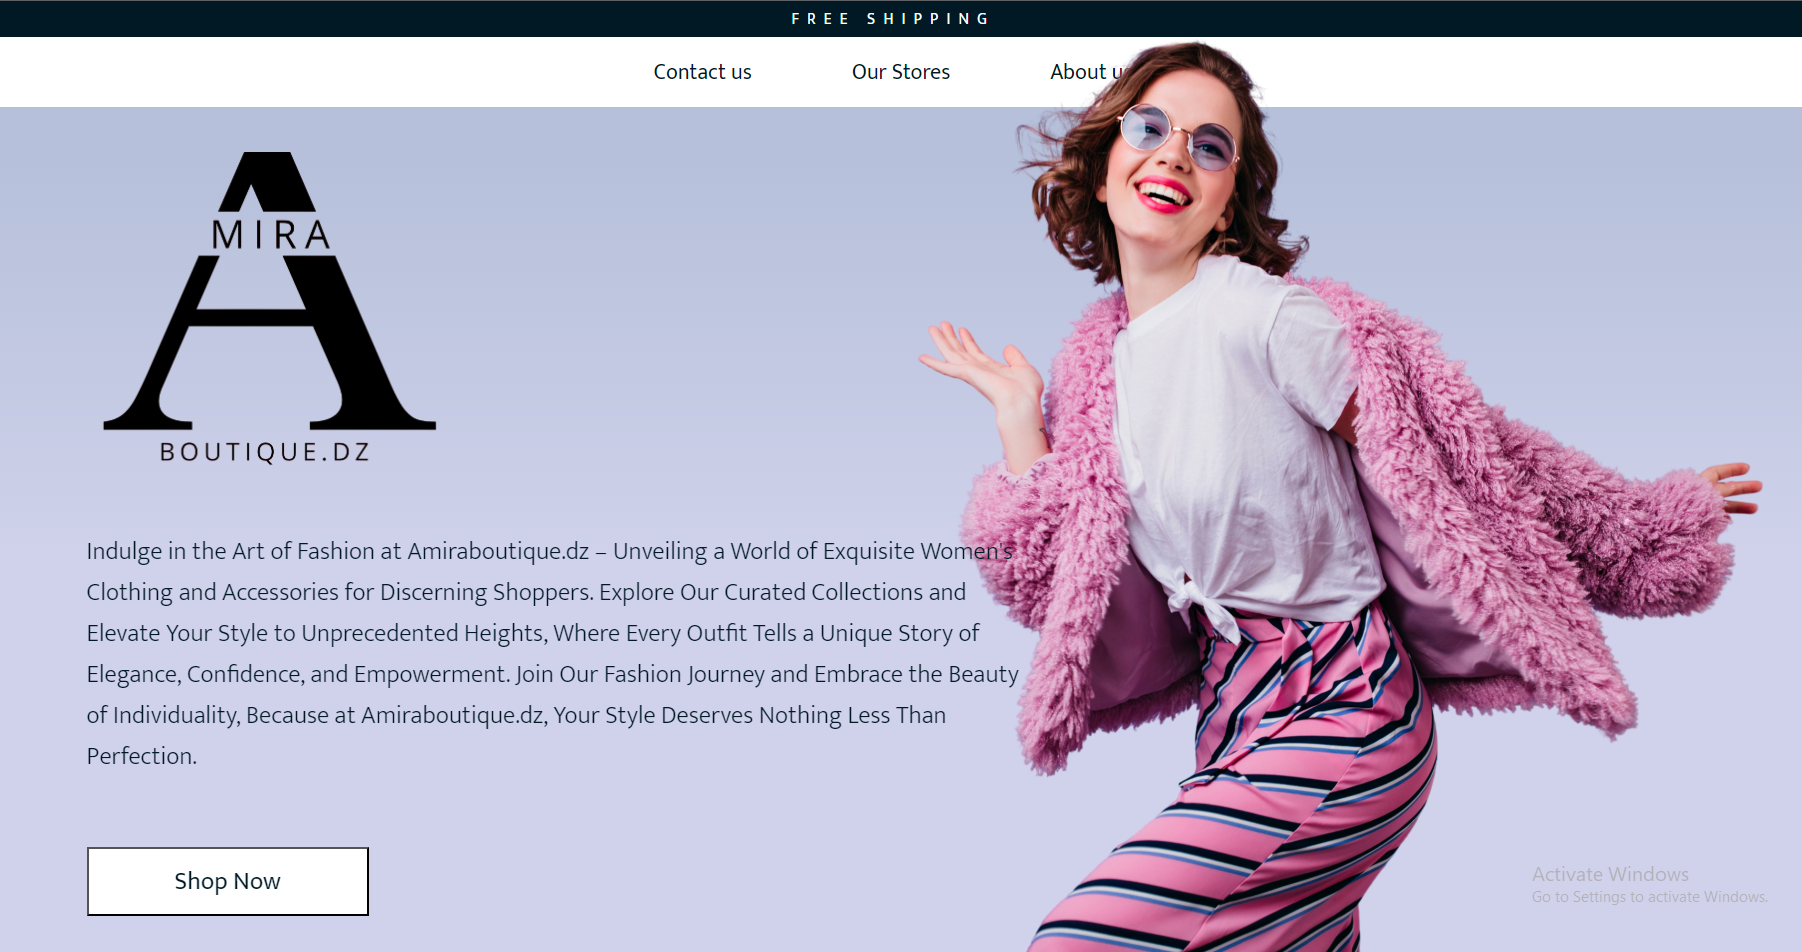 FREE SHIPPING
Contact us
Our Stores
About u
MIRA
BOUTIQUE.DZ
Indulge in the Art of Fashion at Amiraboutique.dz – Unveiling a World of Exquisite Women's
Clothing and Accessories for Discerning Shoppers. Explore Our Curated Collections and
Elevate Your Style to Unprecedented Heights, Where Every Outfit Tells a Unique Story of
Elegance, Confidence, and Empowerment. Join Our Fashion Journey and Embrace the Beauty
of Individuality, Because at Amiraboutique.dz, Your Style Deserves Nothing Less Than
Perfection.
Shop Now
Activate Windows
Go to Settings to activate Windows.